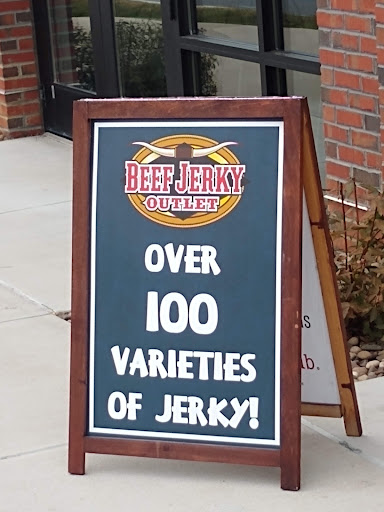 BEEF JERKY
OUTLET
OVER
100
VARIETIES
OF JERKY!